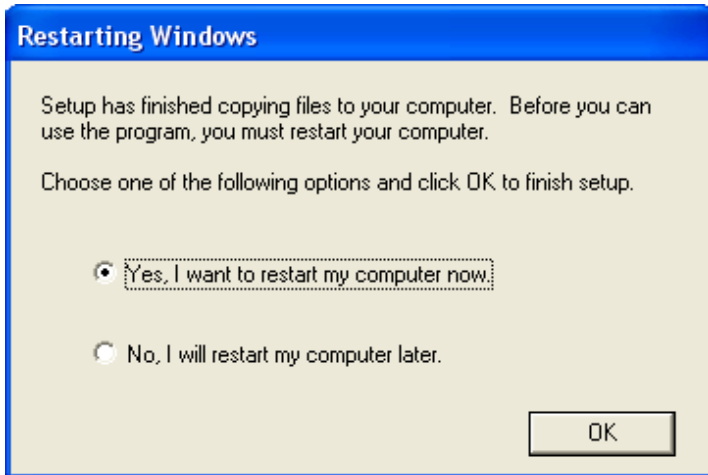 Restarting Windows
Setup has finished copying files to your computer.  Before you can
use the program, you must restart your computer.
Choose one of the following options and click OK to finish setup.
Yes, I want to restart my computer now.
No, I will restart my computer later.
OK